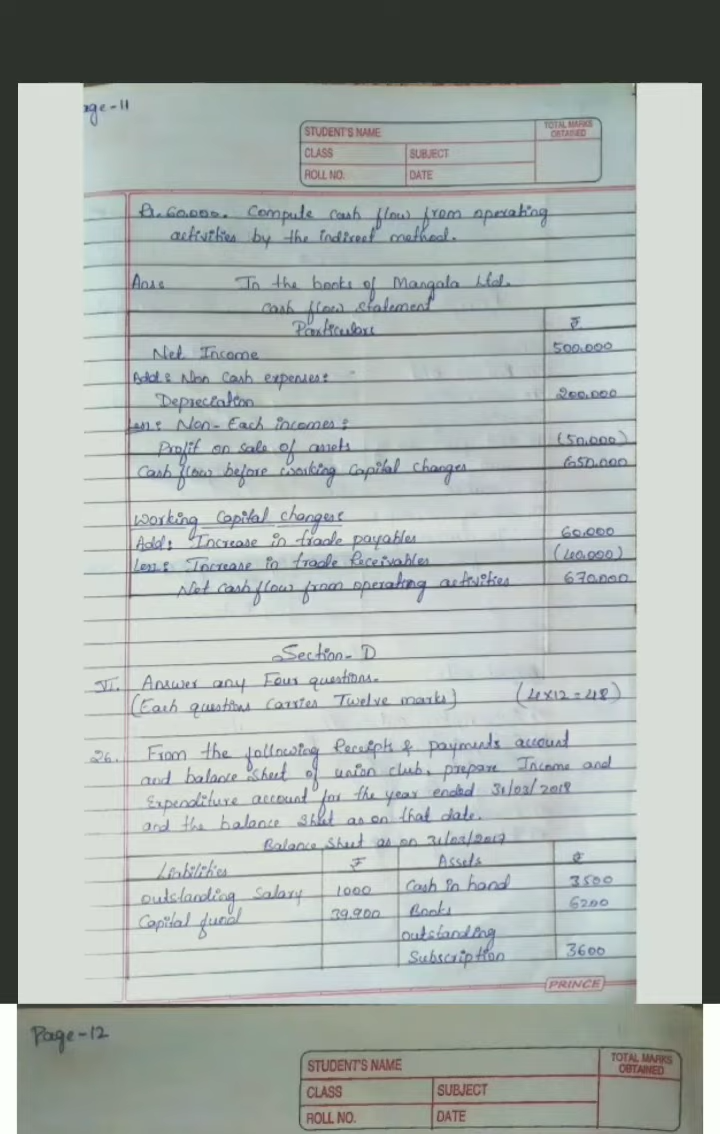 age-11
STUDENT'S NAME
TOTAL MARKS OBTAINED
CLASS SUBJECT
ROLL NO. DATE
Rs. 60,000. Compute cash flow from operating
activities by the indirect method.
Ans: In the books of Mangala Ltd.
Cash flow statement
Particulars ₹
Net Income 500,000
Add: Non Cash expenses:
Depreciation 200,000
Less: Non-Cash incomes:
Profit on sale of assets (50,000)
Cash flow before working Capital changes 650,000
Working Capital changes:
Add: Increase in trade payables 60,000
Less: Increase in trade Receivables (40,000)
Net cash flow from operating activities 670,000
Section-D
VI. Answer any Four questions.
(Each question Carries Twelve marks) (4x12=48)
26. From the following Receipts & payments account
and balance sheet of union club, prepare Income and
Expenditure account for the year ended 31/03/2018
and the balance sheet as on that date.
Balance sheet as on 31/03/2017
Liabilities ₹ Assets ₹
Outstanding Salary 1000 Cash in hand 3500
Capital fund 39,900 Books 6200
Outstanding
Subscription 3600
PRINCE
Page-12
STUDENT'S NAME
TOTAL MARKS OBTAINED
CLASS SUBJECT
ROLL NO. DATE